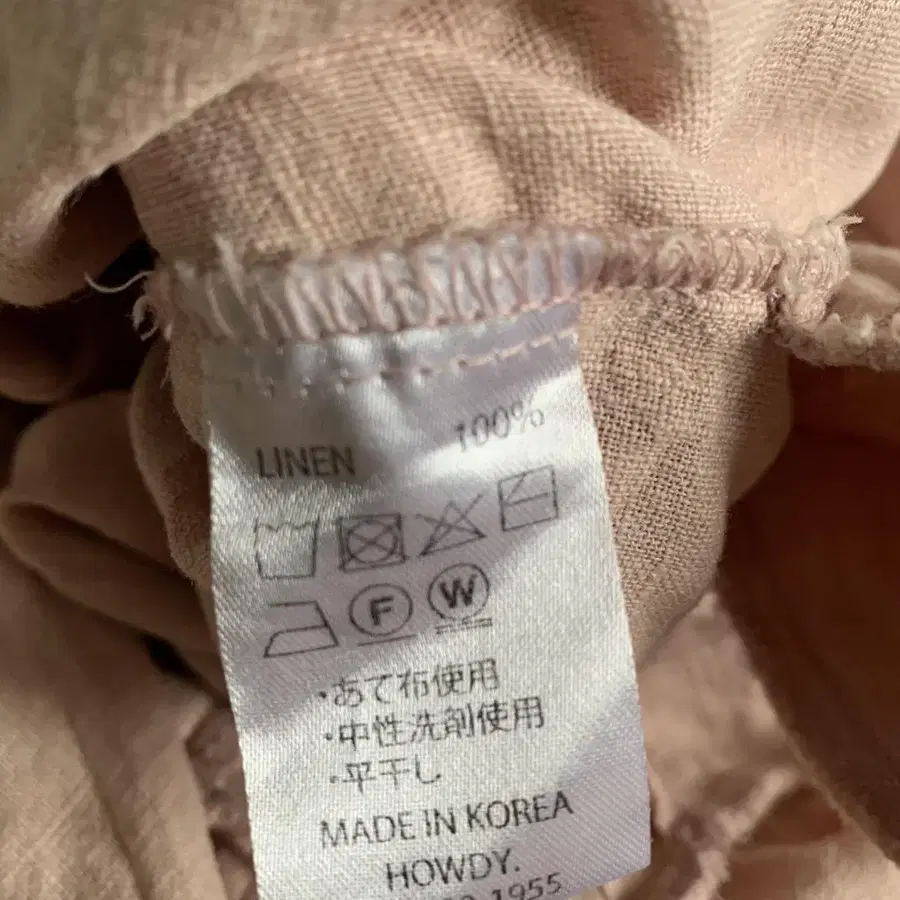 LINEN 100%
F W
・あて布使用
・中性洗剤使用
・平干し
MADE IN KOREA
HOWDY.
1955